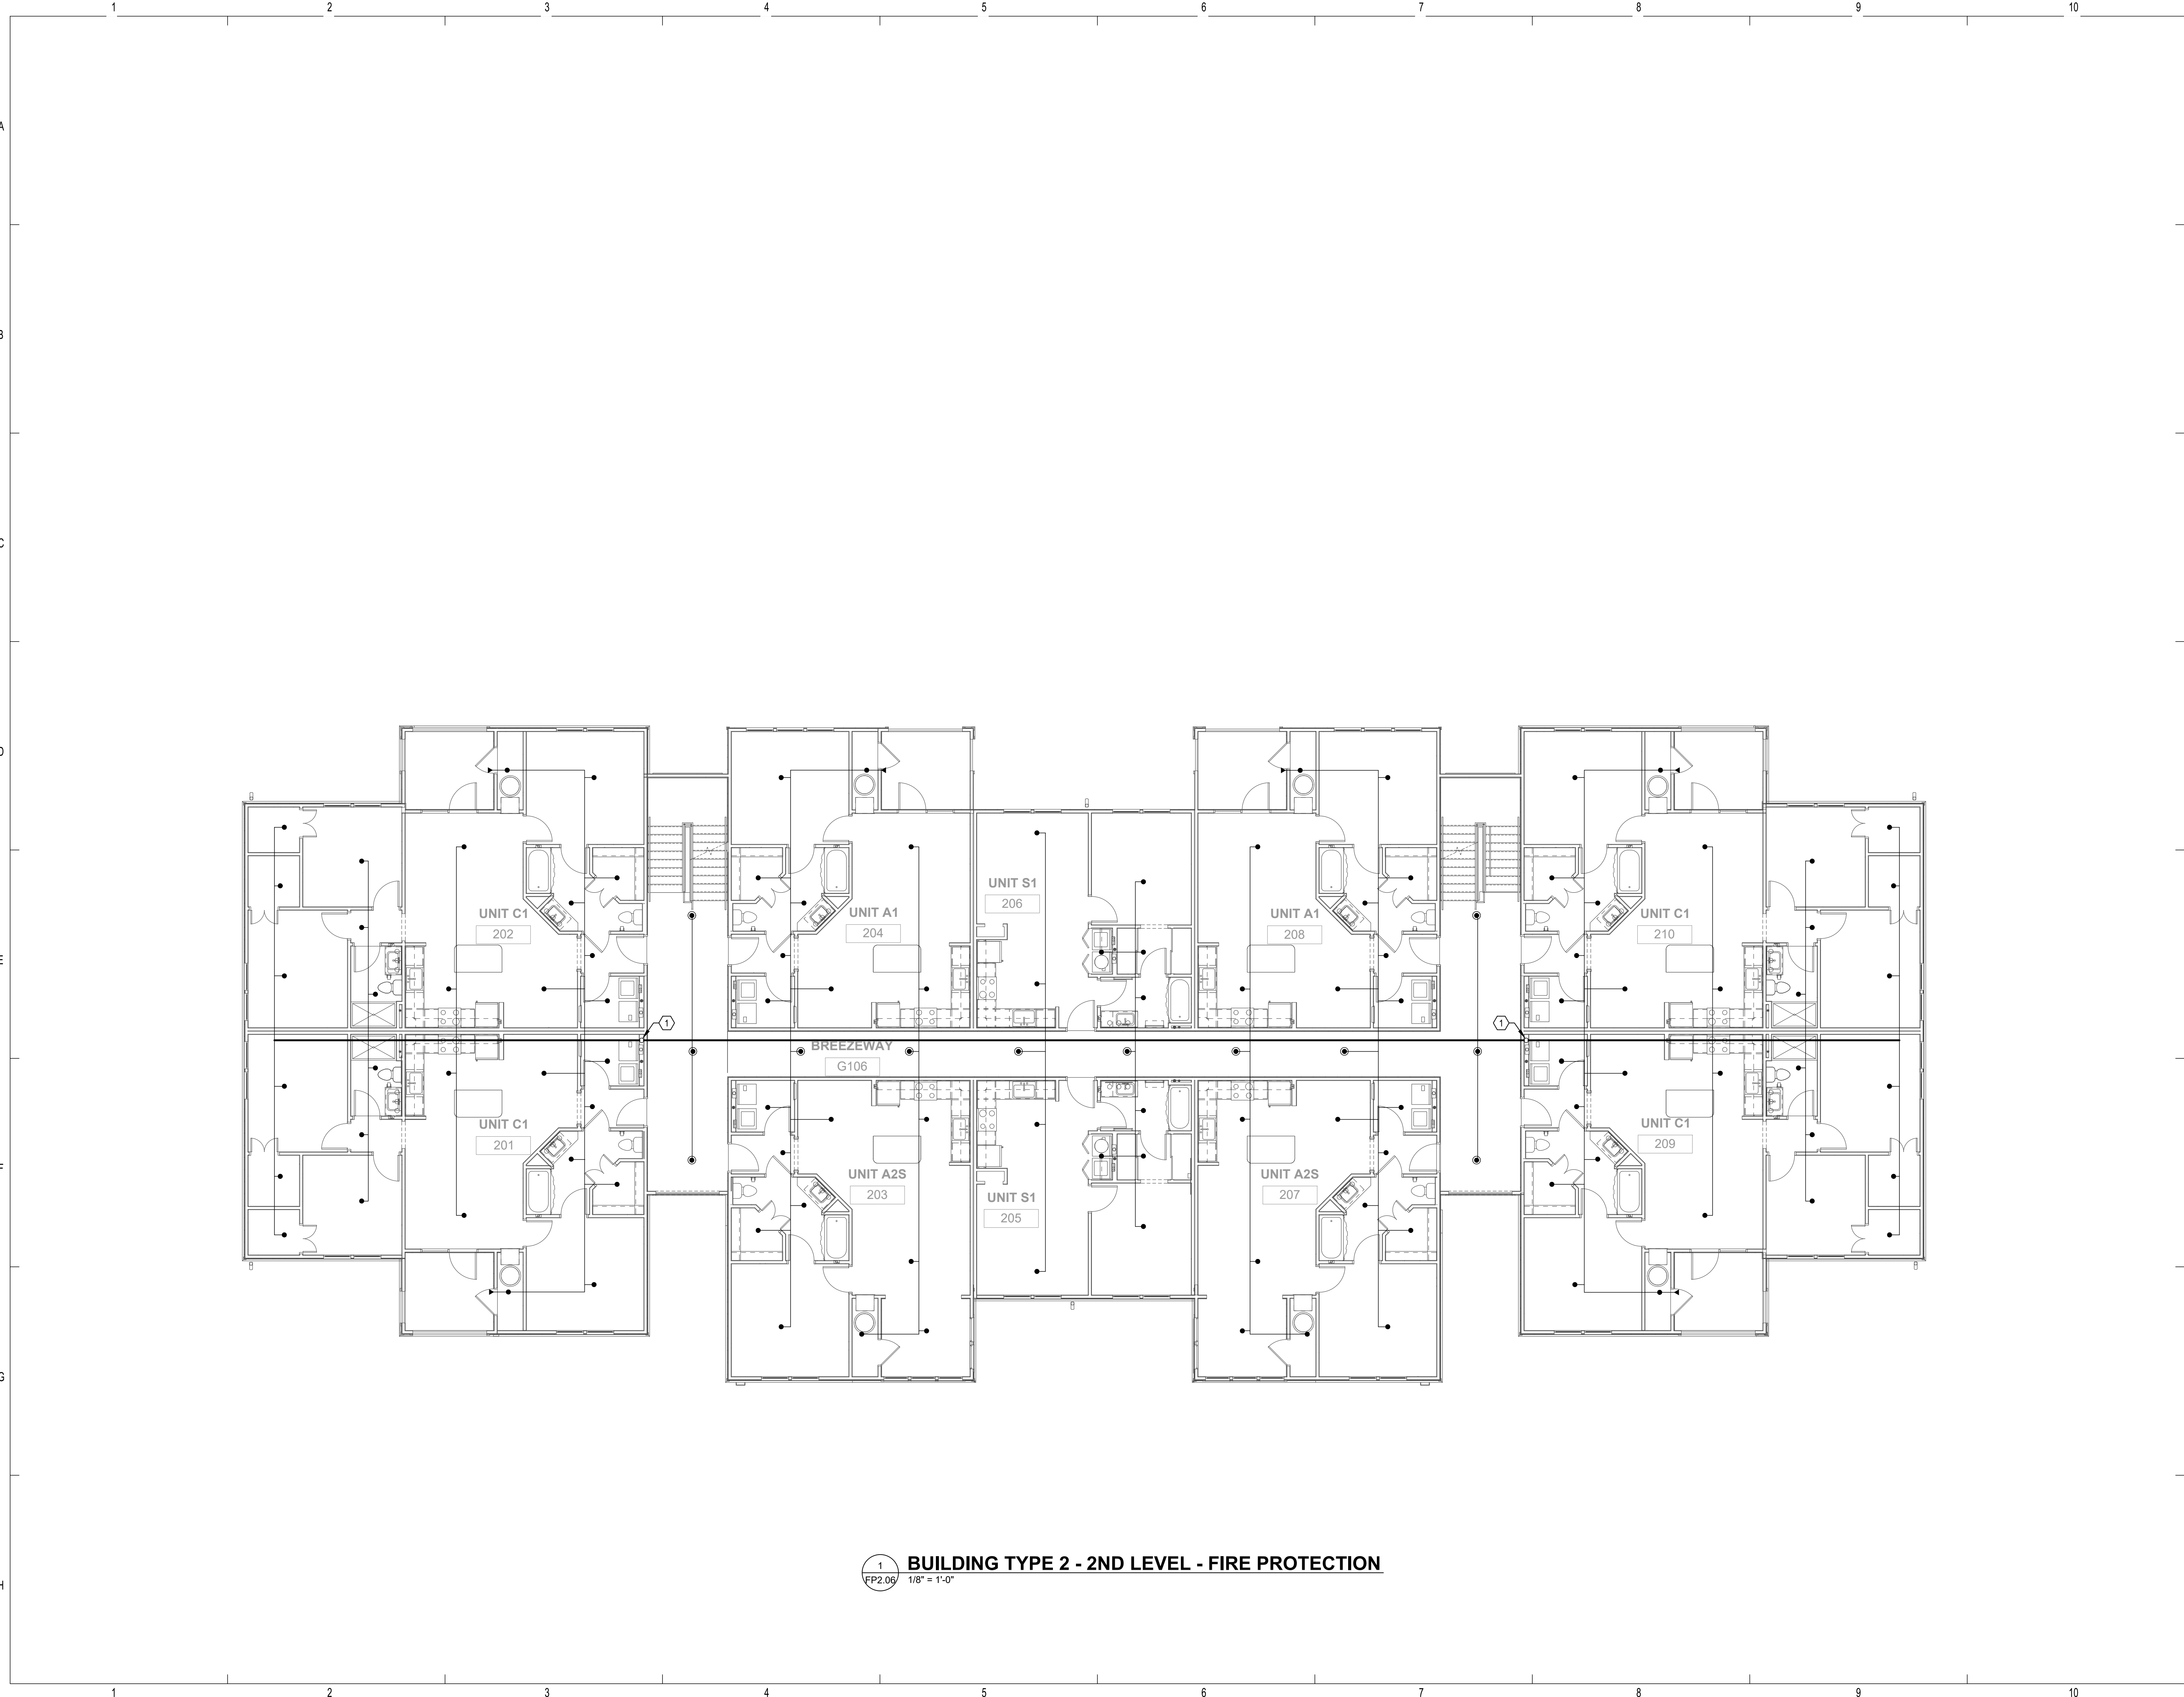 1 2 3 4 5 6 7 8 9 10
A
B
C
D
E
F
G
H
UNIT S1
206
UNIT C1
202
UNIT A1
204
UNIT A1
208
UNIT C1
210
1
1
BREEZEWAY
G106
UNIT C1
201
UNIT C1
209
UNIT A2S
203
UNIT A2S
207
UNIT S1
205
1
FP2.06
BUILDING TYPE 2 - 2ND LEVEL - FIRE PROTECTION
1/8" = 1'-0"
1 2 3 4 5 6 7 8 9 10